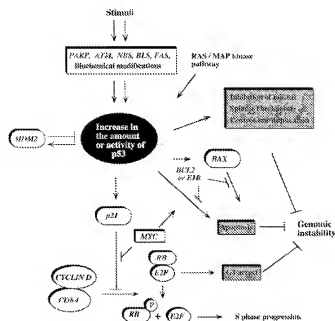 Stimuli
PARP, ATM, NBS, BLS, FAS,
Biochemical modifications
RAS / MAP kinase
pathway
Inhibition of mitosis
Spindle checkpoint
Centrosome duplication
MDM2
Increase in
the amount
or activity of
p53
BAX
BCL2
or E1B
p21
MYC
Apoptosis
Genomic
instability
RB
E2F
G1 arrest
CYCLIN D
CDK4
P
RB + E2F
S phase progression